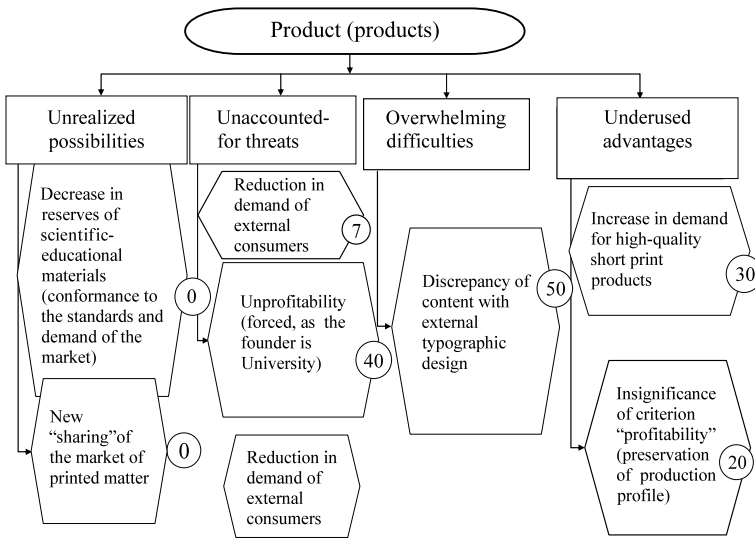 Product (products)
Unrealized
possibilities
Unaccounted-
for threats
Overwhelming
difficulties
Underused
advantages
Decrease in
reserves of
scientific-
educational
materials
(conformance to
the standards and
demand of the
market)
0
New
“sharing”of
the market of
printed matter
0
Reduction in
demand of
external
consumers
7
Unprofitability
(forced, as the
founder is
University)
40
Reduction in
demand of
external
consumers
Discrepancy of
content with
external
typographic
design
50
Increase in demand
for high-quality
short print
products
30
Insignificance
of criterion
“profitability”
(preservation
of production
profile)
20